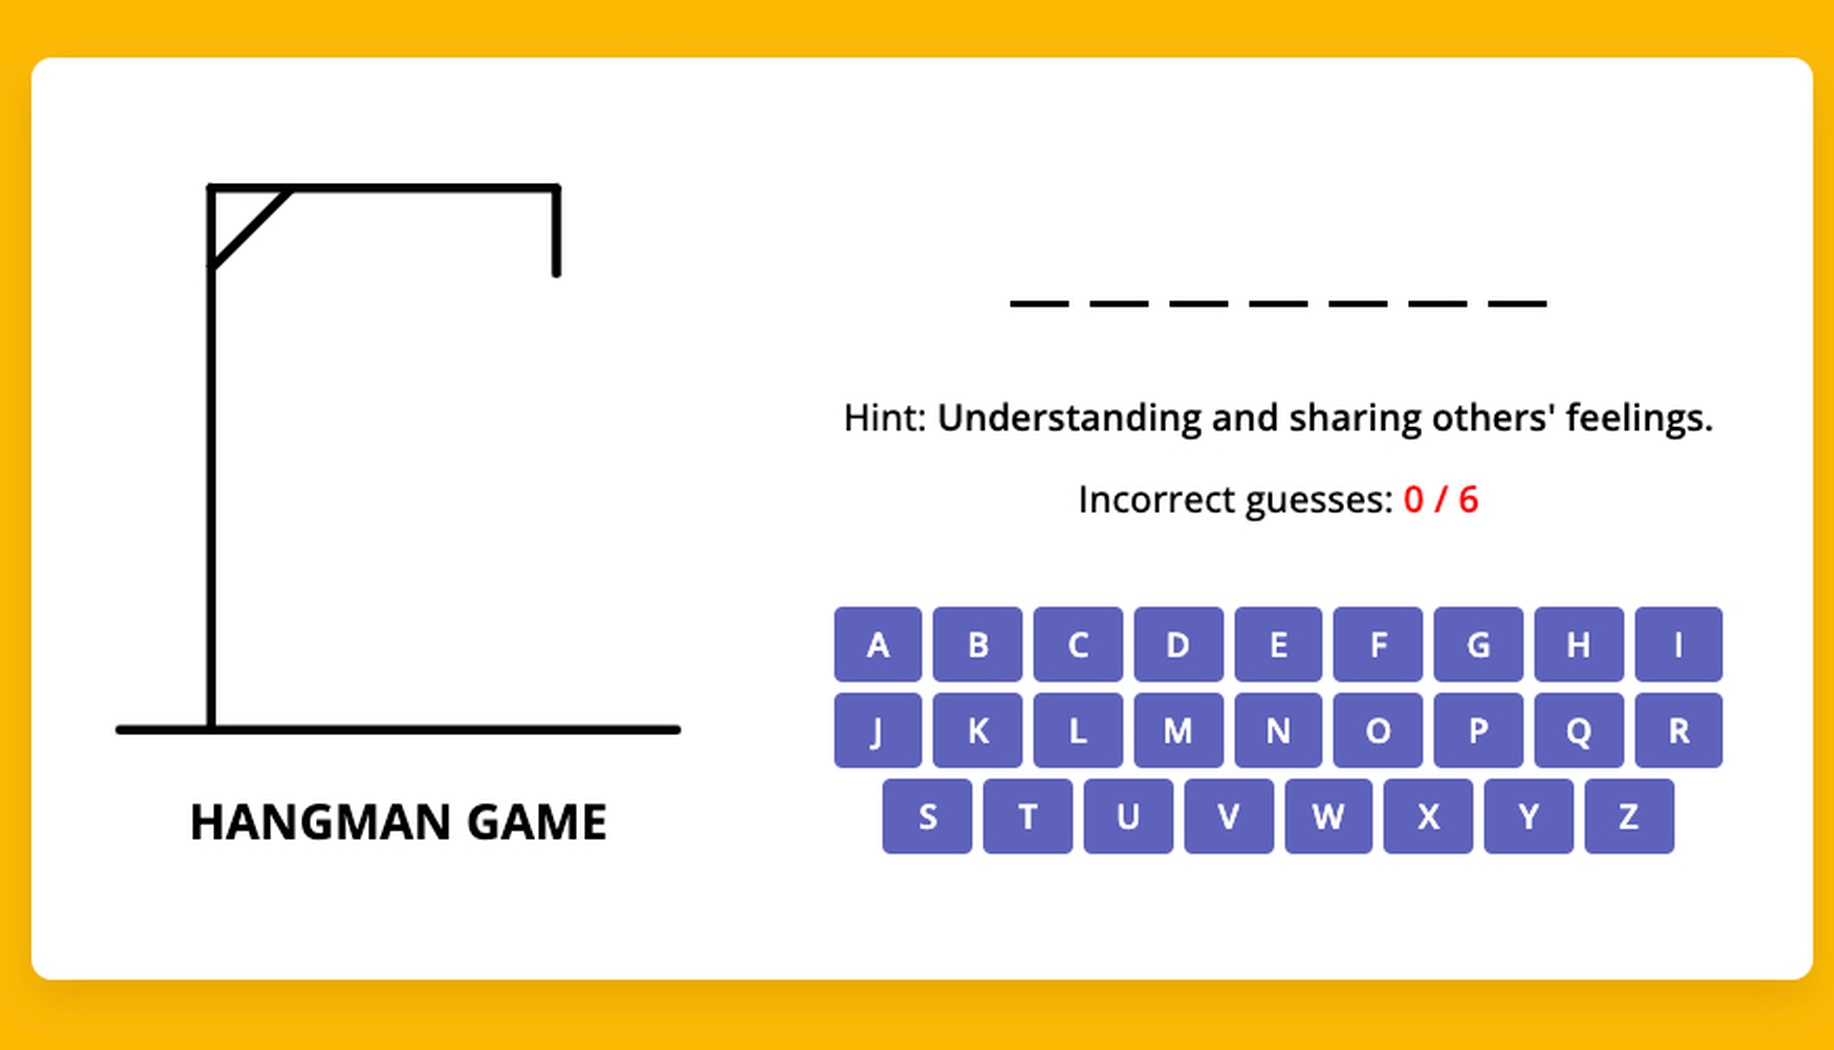 Hint: Understanding and sharing others' feelings.
Incorrect guesses: 0 / 6
A B C D E F G H I
J K L M N O P Q R
S T U V W X Y Z
HANGMAN GAME